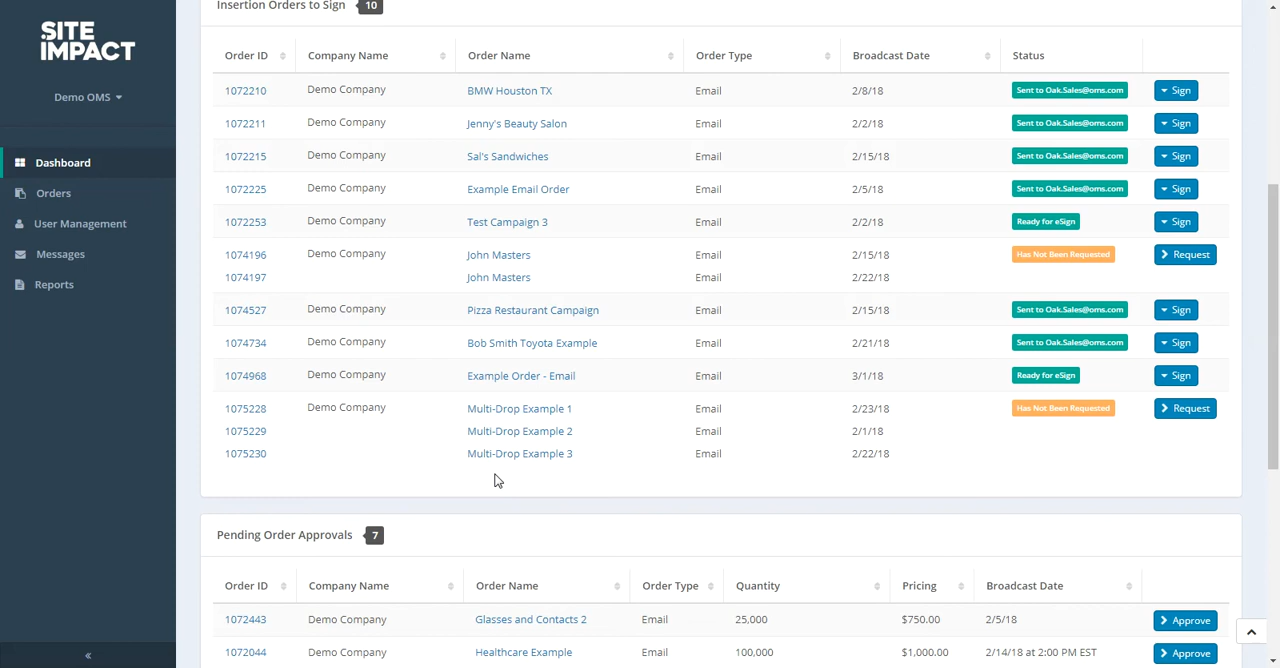 SITE
IMPACT
Demo OMS
Dashboard
Orders
User Management
Messages
Reports
«
Insertion Orders to Sign 10
Order ID Company Name Order Name Order Type Broadcast Date Status
1072210 Demo Company BMW Houston TX Email 2/8/18 Sent to Oak.Sales@oms.com Sign
1072211 Demo Company Jenny's Beauty Salon Email 2/2/18 Sent to Oak.Sales@oms.com Sign
1072215 Demo Company Sal's Sandwiches Email 2/15/18 Sent to Oak.Sales@oms.com Sign
1072225 Demo Company Example Email Order Email 2/5/18 Sent to Oak.Sales@oms.com Sign
1072253 Demo Company Test Campaign 3 Email 2/2/18 Ready for eSign Sign
1074196 Demo Company John Masters Email 2/15/18 Has Not Been Requested Request
1074197 John Masters Email 2/22/18
1074527 Demo Company Pizza Restaurant Campaign Email 2/15/18 Sent to Oak.Sales@oms.com Sign
1074734 Demo Company Bob Smith Toyota Example Email 2/21/18 Sent to Oak.Sales@oms.com Sign
1074968 Demo Company Example Order - Email Email 3/1/18 Ready for eSign Sign
1075228 Demo Company Multi-Drop Example 1 Email 2/23/18 Has Not Been Requested Request
1075229 Multi-Drop Example 2 Email 2/1/18
1075230 Multi-Drop Example 3 Email 2/22/18
Pending Order Approvals 7
Order ID Company Name Order Name Order Type Quantity Pricing Broadcast Date
1072443 Demo Company Glasses and Contacts 2 Email 25,000 $750.00 2/5/18 Approve
1072044 Demo Company Healthcare Example Email 100,000 $1,000.00 2/14/18 at 2:00 PM EST Approve